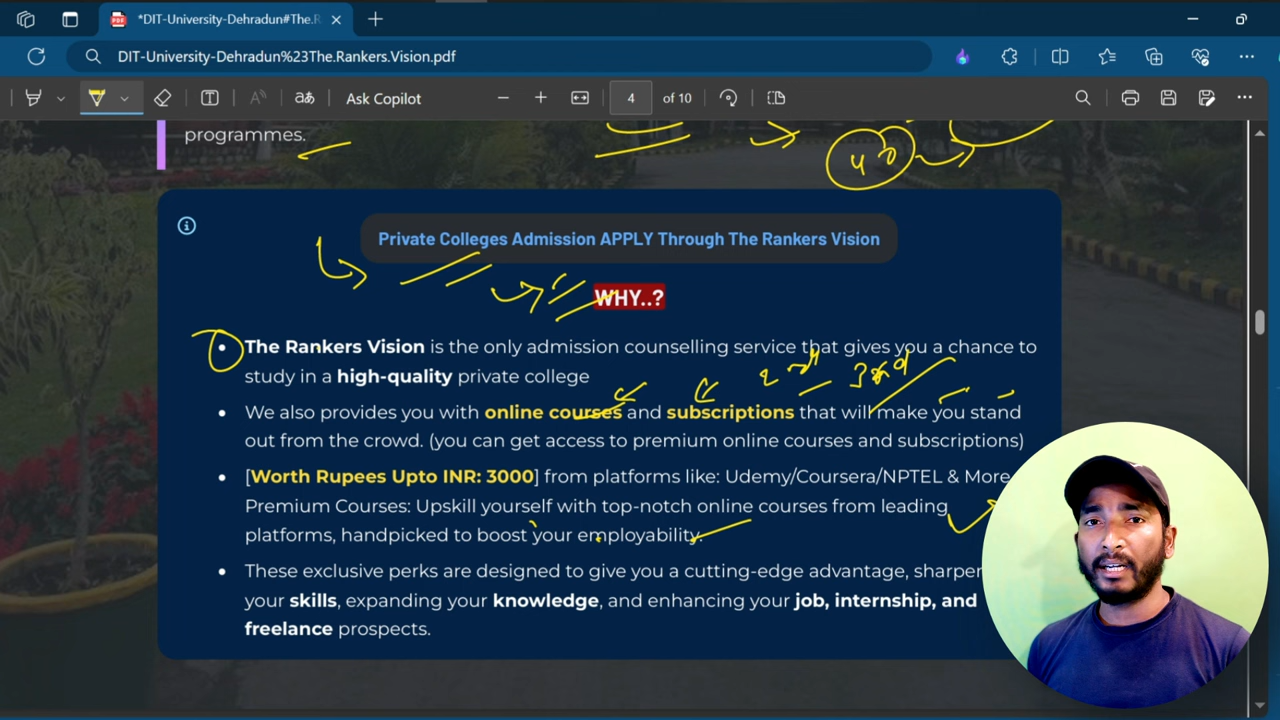 *DIT-University-Dehradun#The.R
DIT-University-Dehradun%23The.Rankers.Vision.pdf
Ask Copilot
4 of 10
programmes.
40
Private Colleges Admission APPLY Through The Rankers Vision
WHY..?
The Rankers Vision is the only admission counselling service that gives you a chance to
study in a high-quality private college
2nd 3rd
We also provides you with online courses and subscriptions that will make you stand
out from the crowd. (you can get access to premium online courses and subscriptions)
[Worth Rupees Upto INR: 3000] from platforms like: Udemy/Coursera/NPTEL & More
Premium Courses: Upskill yourself with top-notch online courses from leading
platforms, handpicked to boost your employability.
These exclusive perks are designed to give you a cutting-edge advantage, sharpen
your skills, expanding your knowledge, and enhancing your job, internship, and
freelance prospects.